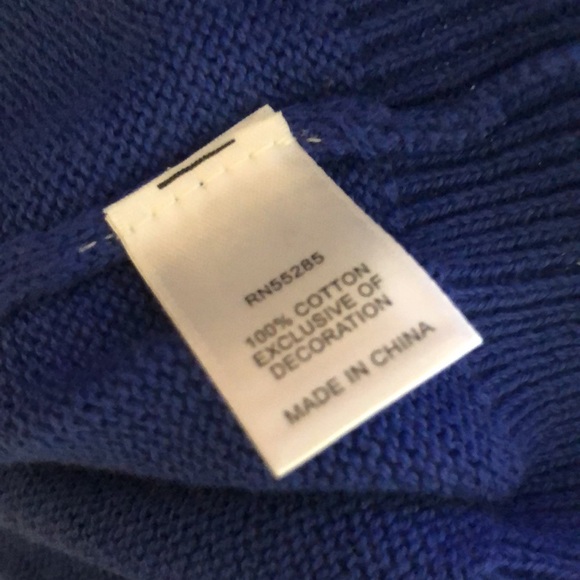 RN55285
100% COTTON
EXCLUSIVE OF
DECORATION
MADE IN CHINA